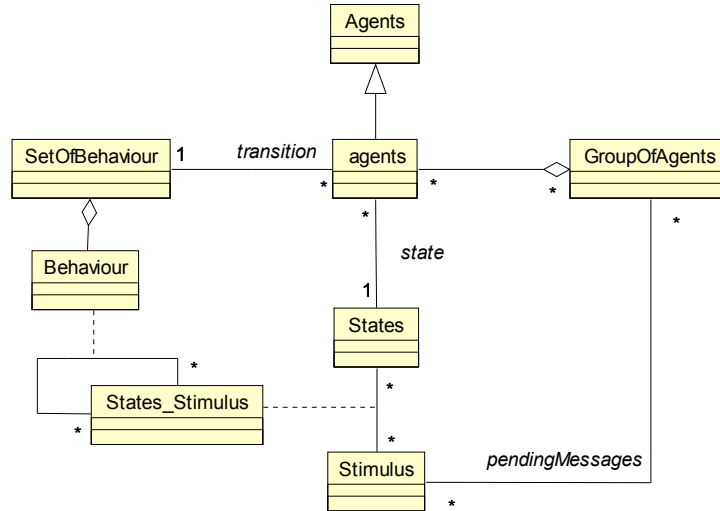 Agents
SetOfBehaviour
1
transition
*
agents
*
*
GroupOfAgents
*
*
state
Behaviour
1
States
*
*
States_Stimulus
*
*
Stimulus
pendingMessages
*